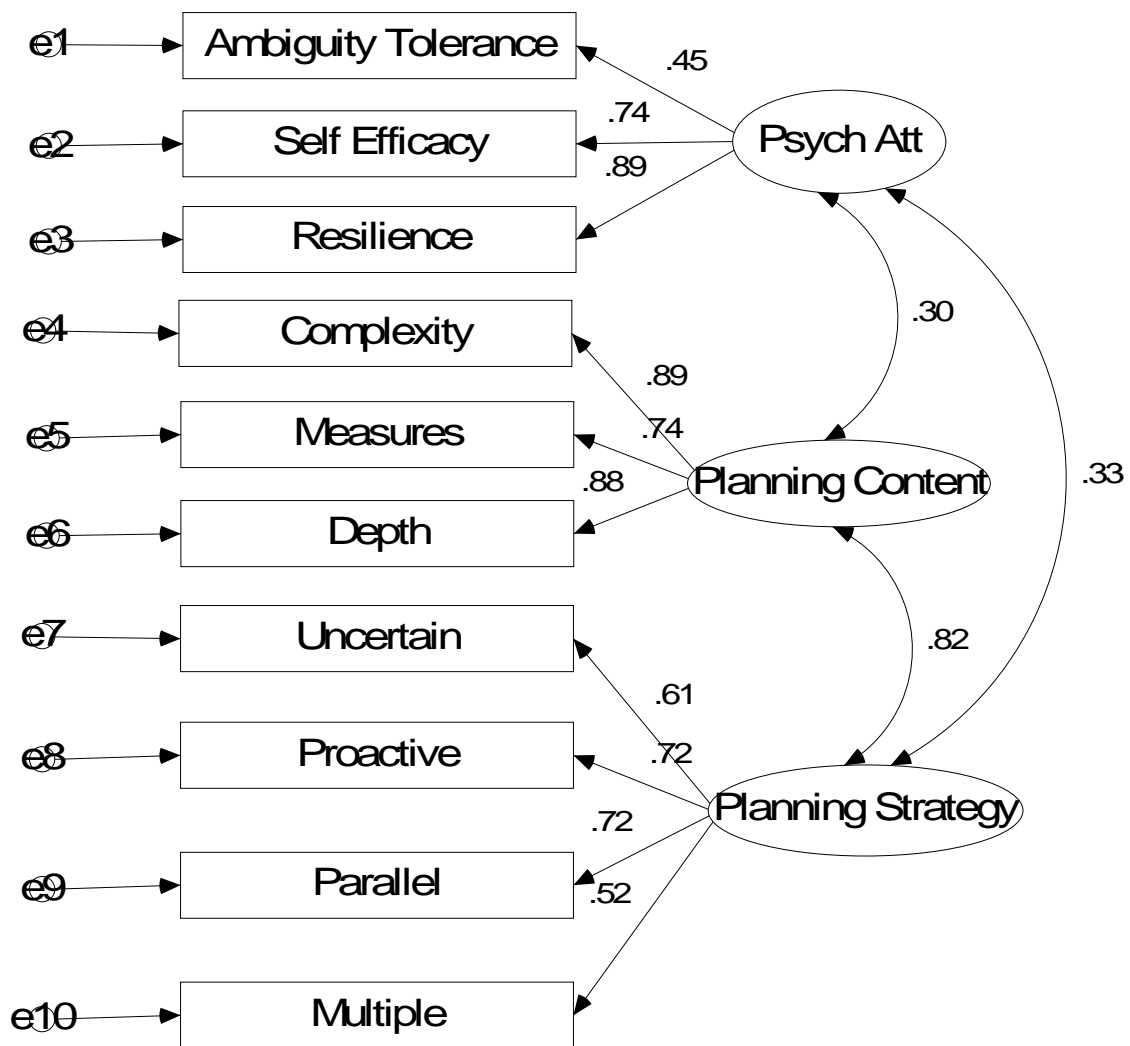 e1
Ambiguity Tolerance
.45
e2
Self Efficacy
.74
Psych Att
.89
e3
Resilience
e4
Complexity
.30
.89
e5
Measures
.74
.88
Planning Content
.33
e6
Depth
e7
Uncertain
.82
.61
e8
Proactive
.72
Planning Strategy
.72
e9
Parallel
.52
e10
Multiple